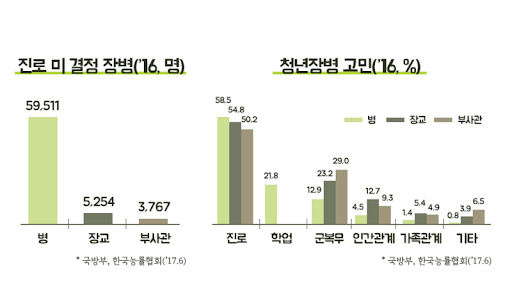 진로 미 결정 장병('16, 명)
59,511
5,254
3,767
병 장교 부사관
* 국방부, 한국능률협회('17.6)
청년장병 고민('16, %)
병 장교 부사관
58.5 54.8 50.2
21.8
12.9 23.2 29.0
4.5 12.7 9.3
1.4 5.4 4.9
0.8 3.9 6.5
진로 학업 군복무 인간관계 가족관계 기타
* 국방부, 한국능률협회('17.6)